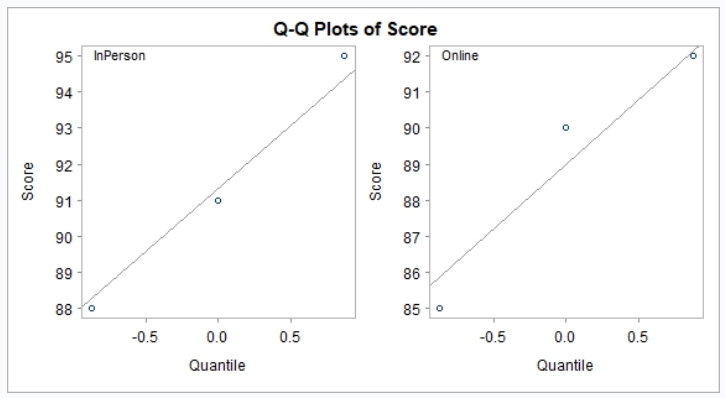 Q-Q Plots of Score
InPerson
Online
95
94
93
92
91
90
89
88
92
91
90
89
88
87
86
85
Score
Score
-0.5 0.0 0.5
-0.5 0.0 0.5
Quantile
Quantile